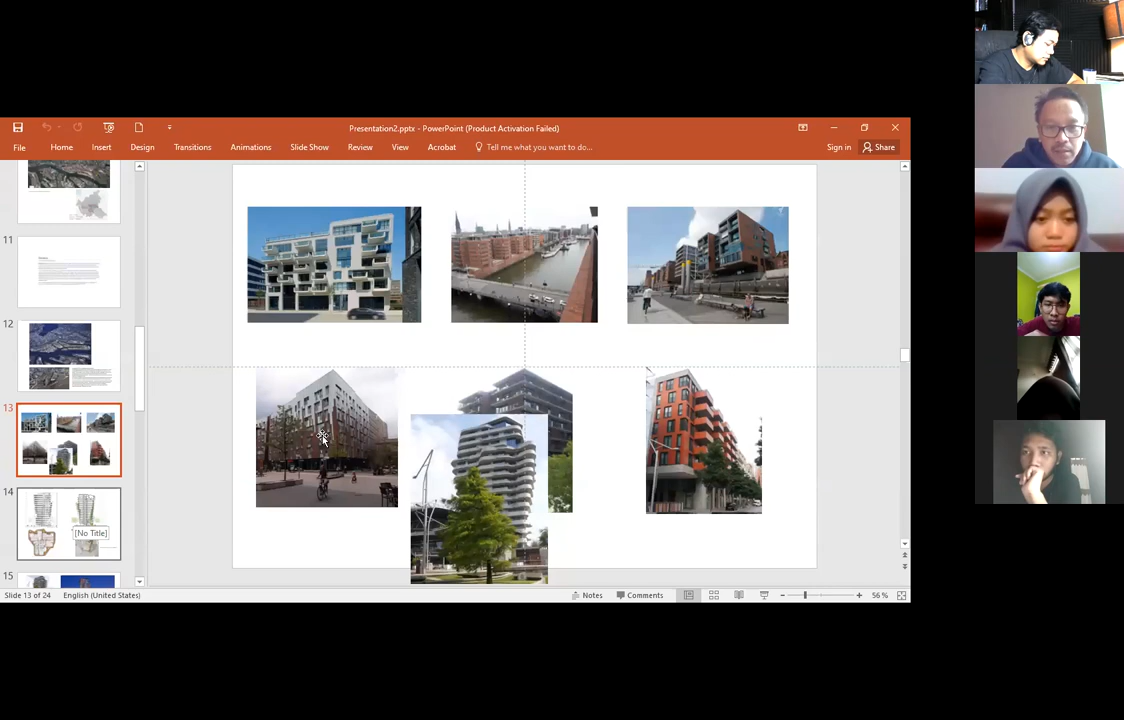 Presentation2.pptx - PowerPoint (Product Activation Failed)
File Home Insert Design Transitions Animations Slide Show Review View Acrobat Tell me what you want to do... Sign in Share
11
12
13
14
[No Title]
15
Slide 13 of 24 English (United States) Notes Comments 56 %